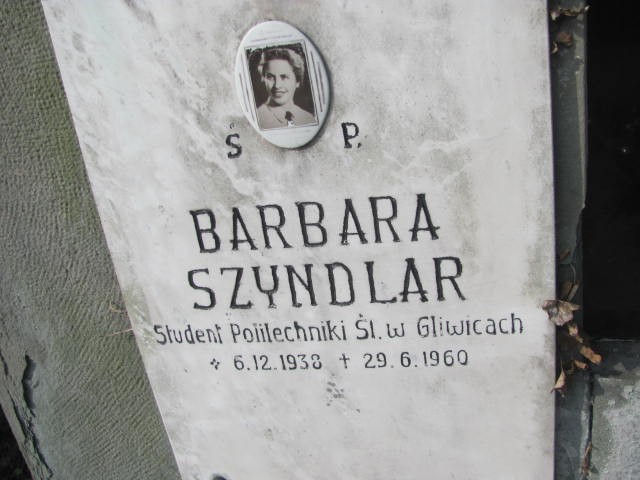 Ś. P.
BARBARA
SZYNDLAR
Student Politechniki Śl. w Gliwicach
* 6.12.1938 + 29.6.1960